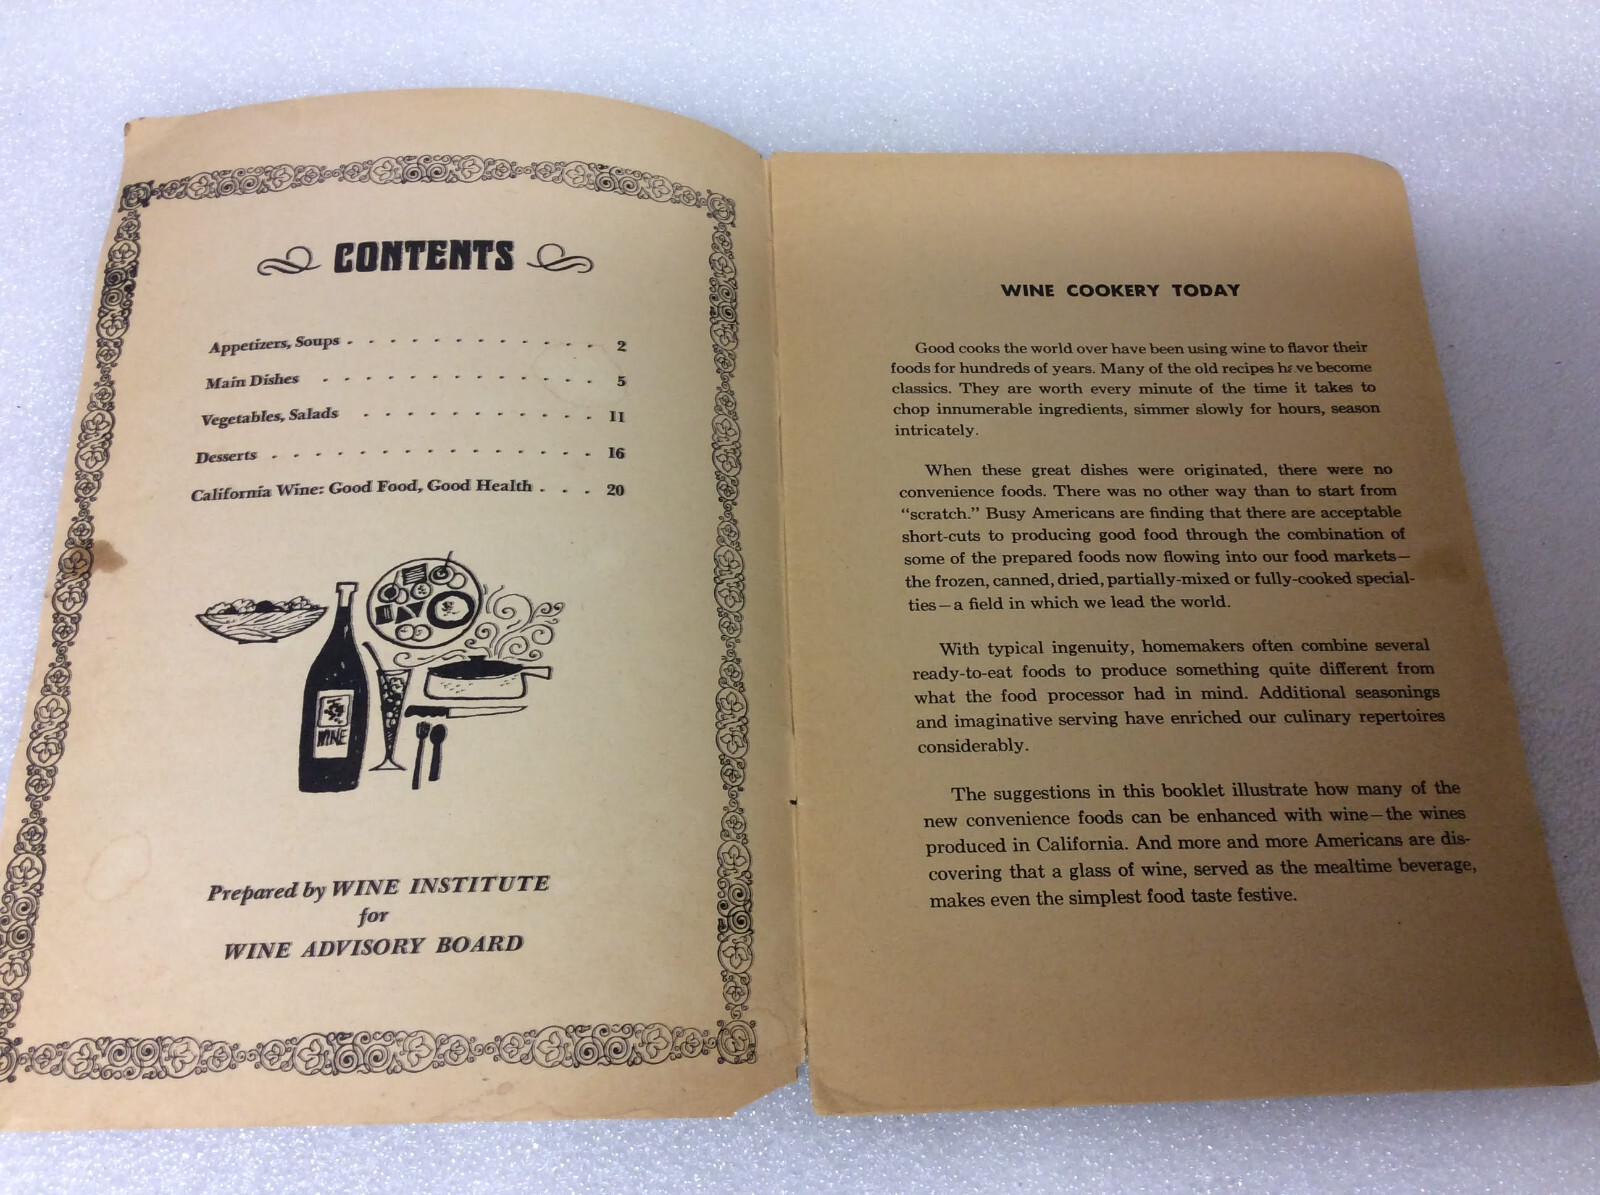 CONTENTS
Appetizers, Soups - - - - - - - - - - - - 2
Main Dishes - - - - - - - - - - - - - 5
Vegetables, Salads - - - - - - - - - - - 11
Desserts - - - - - - - - - - - - - - - 16
California Wine: Good Food, Good Health - - - 20
WINE
Prepared by WINE INSTITUTE
for
WINE ADVISORY BOARD
WINE COOKERY TODAY
Good cooks the world over have been using wine to flavor their
foods for hundreds of years. Many of the old recipes have become
classics. They are worth every minute of the time it takes to
chop innumerable ingredients, simmer slowly for hours, season
intricately.
When these great dishes were originated, there were no
convenience foods. There was no other way than to start from
“scratch.” Busy Americans are finding that there are acceptable
short-cuts to producing good food through the combination of
some of the prepared foods now flowing into our food markets—
the frozen, canned, dried, partially-mixed or fully-cooked special-
ties—a field in which we lead the world.
With typical ingenuity, homemakers often combine several
ready-to-eat foods to produce something quite different from
what the food processor had in mind. Additional seasonings
and imaginative serving have enriched our culinary repertoires
considerably.
The suggestions in this booklet illustrate how many of the
new convenience foods can be enhanced with wine—the wines
produced in California. And more and more Americans are dis-
covering that a glass of wine, served as the mealtime beverage,
makes even the simplest food taste festive.